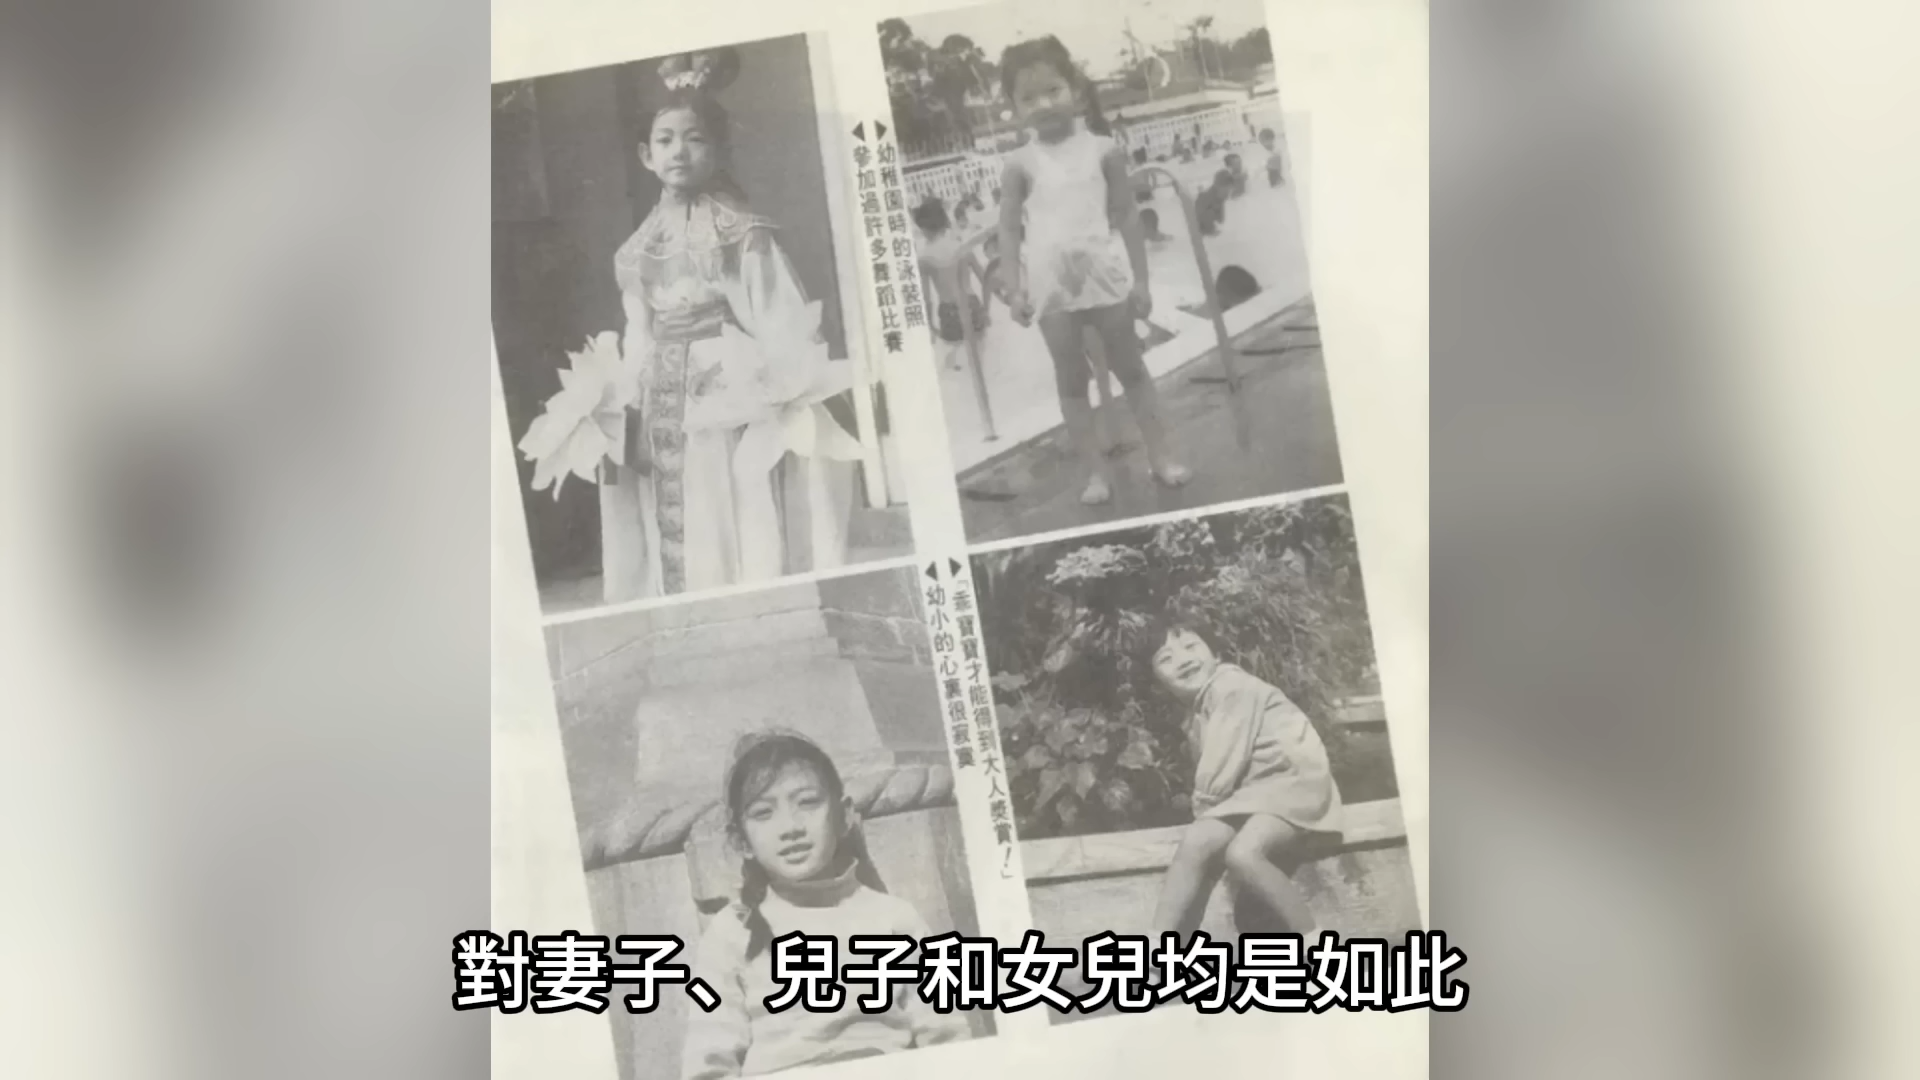 ▶幼稚園時的泳裝照
◀參加過許多舞蹈比賽
▶「乖寶寶才能得到大人獎賞！」
◀幼小的心裏很寂寞
對妻子、兒子和女兒均是如此